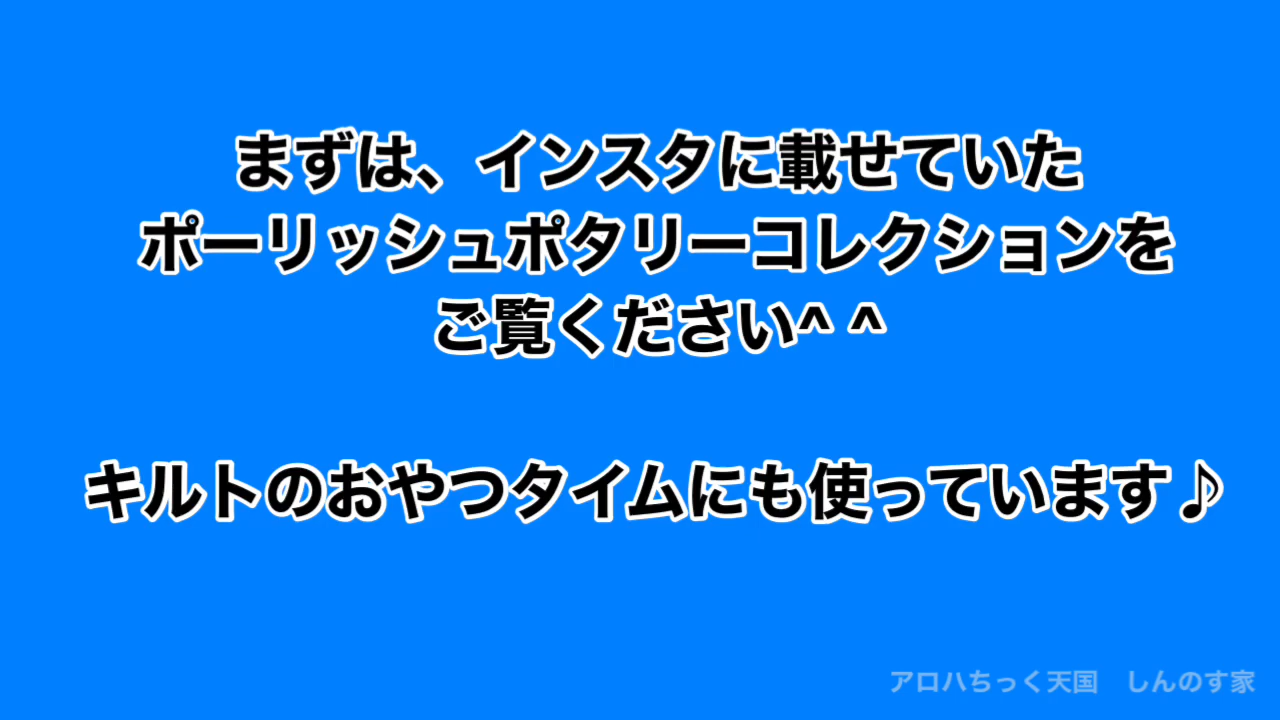 まずは、インスタに載せていた
ポーリッシュポタリーコレクションを
ご覧ください^ ^
キルトのおやつタイムにも使っています♪
アロハちっく天国　しんのす家